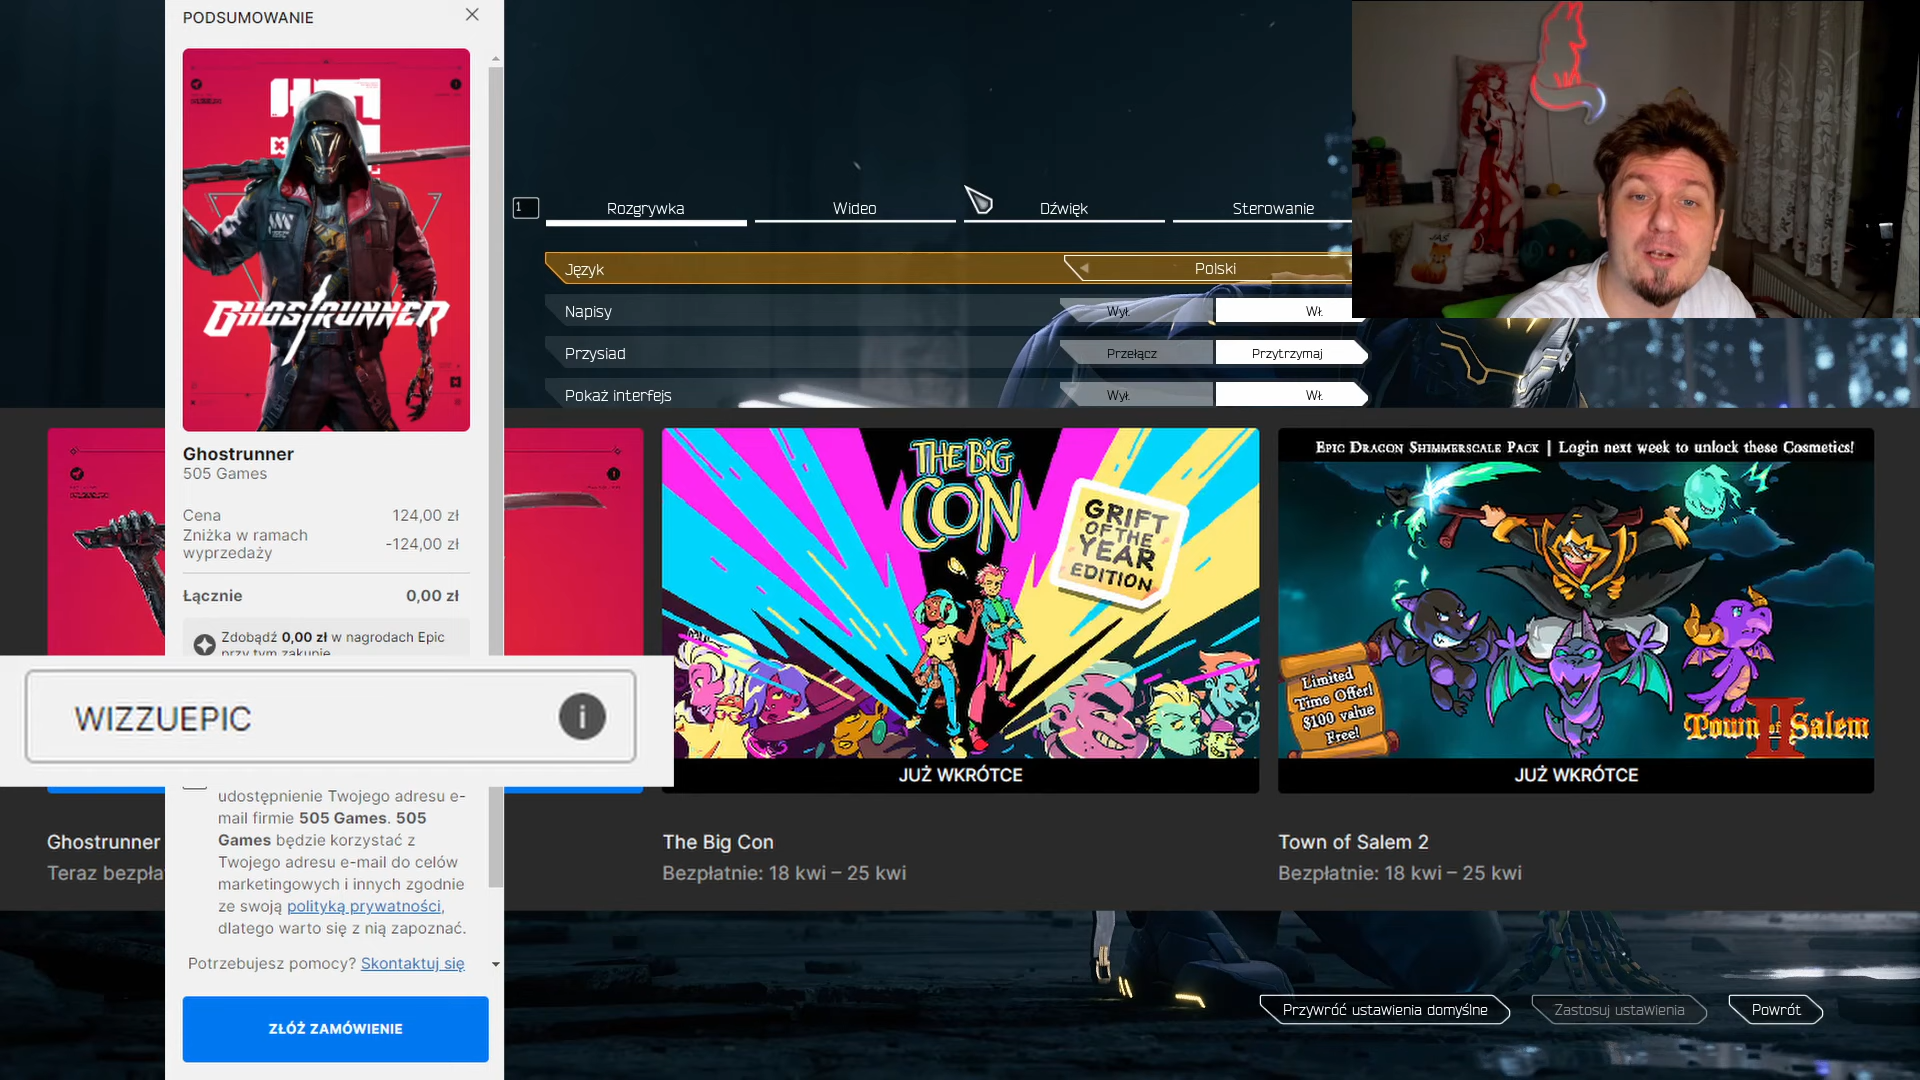 PODSUMOWANIE
GHOSTRUNNER
Ghostrunner
505 Games
Cena 124,00 zł
Zniżka w ramach
wyprzedaży -124,00 zł
Łącznie 0,00 zł
Zdobądź 0,00 zł w nagrodach Epic
przy tym zakupie
WIZZUEPIC
udostępnienie Twojego adresu e-
mail firmie 505 Games. 505
Games będzie korzystać z
Twojego adresu e-mail do celów
marketingowych i innych zgodnie
ze swoją polityką prywatności,
dlatego warto się z nią zapoznać.
Potrzebujesz pomocy? Skontaktuj się
ZŁÓŻ ZAMÓWIENIE
1
Rozgrywka
Wideo
Dźwięk
Sterowanie
Język
Polski
Napisy
Wył.
Wł.
Przysiad
Przełącz
Przytrzymaj
Pokaż interfejs
Wył.
Wł.
Ghostrunner
Teraz bezpła
THE BIG
CON
GRIFT
OF THE
YEAR
EDITION
JUŻ WKRÓTCE
The Big Con
Bezpłatnie: 18 kwi – 25 kwi
Epic Dragon Shimmerscale Pack | Login next week to unlock these Cosmetics!
Limited
Time Offer!
$100 value
Free!
Town of Salem
II
JUŻ WKRÓTCE
Town of Salem 2
Bezpłatnie: 18 kwi – 25 kwi
Przywróć ustawienia domyślne
Zastosuj ustawienia
Powrót